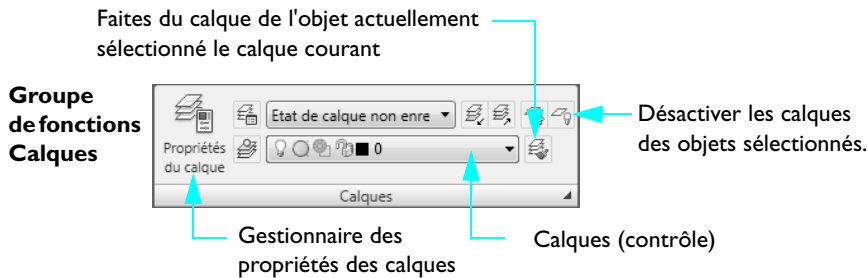 Faites du calque de l'objet actuellement
sélectionné le calque courant
Groupe
de fonctions
Calques
Etat de calque non enre
Propriétés
du calque
0
Calques
Désactiver les calques
des objets sélectionnés.
Gestionnaire des
propriétés des calques
Calques (contrôle)